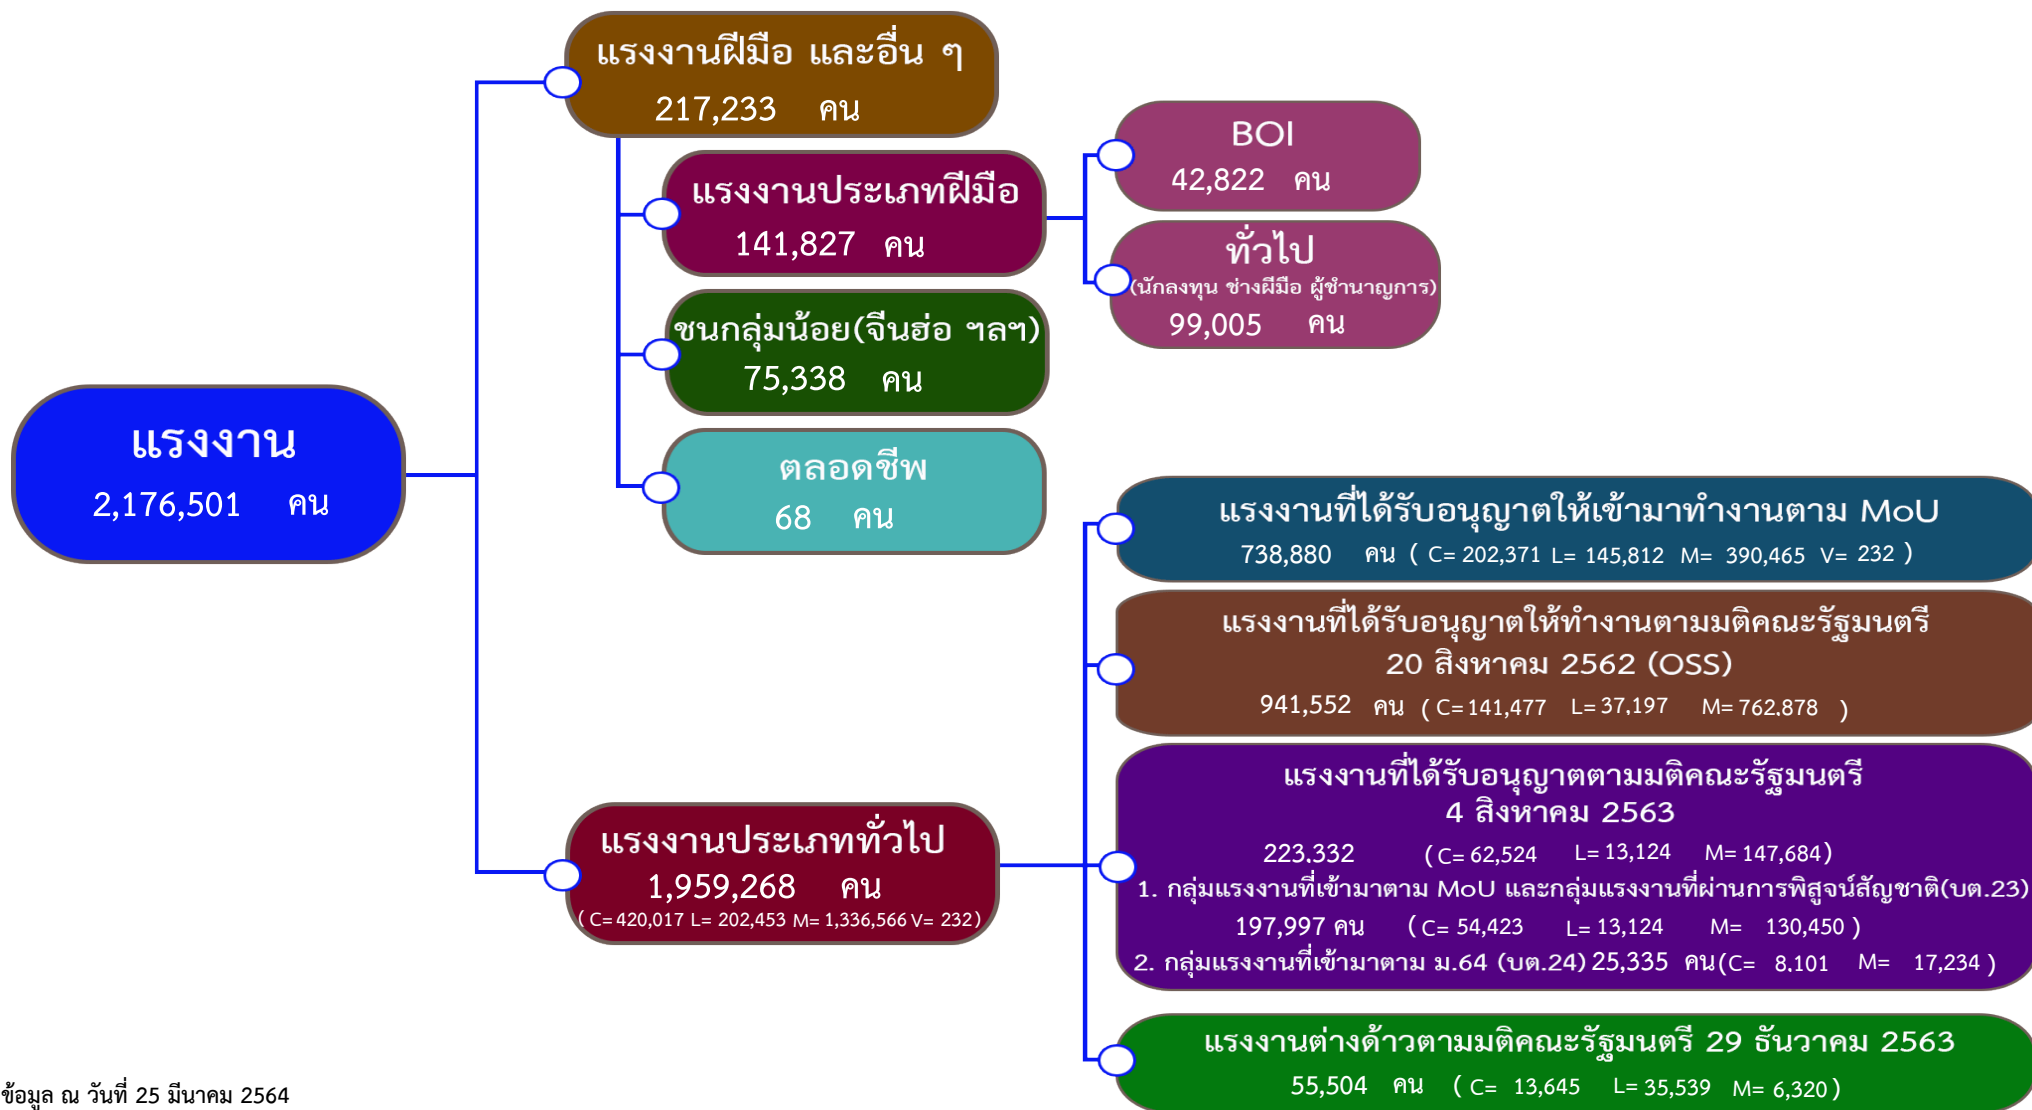 แรงงานฝีมือ และอื่น ๆ
217,233 คน
แรงงานประเภทฝีมือ
141,827 คน
BOI
42,822 คน
ทั่วไป
(นักลงทุน ช่างผีมือ ผู้ชำนาญการ)
99,005 คน
ชนกลุ่มน้อย(จีนฮ่อ ฯลฯ)
75,338 คน
ตลอดชีพ
68 คน
แรงงาน
2,176,501 คน
แรงงานประเภททั่วไป
1,959,268 คน
( C= 420,017 L= 202,453 M= 1,336,566 V= 232 )
แรงงานที่ได้รับอนุญาตให้เข้ามาทำงานตาม MoU
738,880 คน ( C= 202,371 L= 145,812 M= 390,465 V= 232 )
แรงงานที่ได้รับอนุญาตให้ทำงานตามมติคณะรัฐมนตรี
20 สิงหาคม 2562 (OSS)
941,552 คน ( C= 141,477 L= 37,197 M= 762,878 )
แรงงานที่ได้รับอนุญาตตามมติคณะรัฐมนตรี
4 สิงหาคม 2563
223,332 ( C= 62,524 L= 13,124 M= 147,684 )
1. กลุ่มแรงงานที่เข้ามาตาม MoU และกลุ่มแรงงานที่ผ่านการพิสูจน์สัญชาติ(บต.23)
197,997 คน ( C= 54,423 L= 13,124 M= 130,450 )
2. กลุ่มแรงงานที่เข้ามาตาม ม.64 (บต.24) 25,335 คน (C= 8,101 M= 17,234 )
แรงงานต่างด้าวตามมติคณะรัฐมนตรี 29 ธันวาคม 2563
55,504 คน ( C= 13,645 L= 35,539 M= 6,320 )
ข้อมูล ณ วันที่ 25 มีนาคม 2564